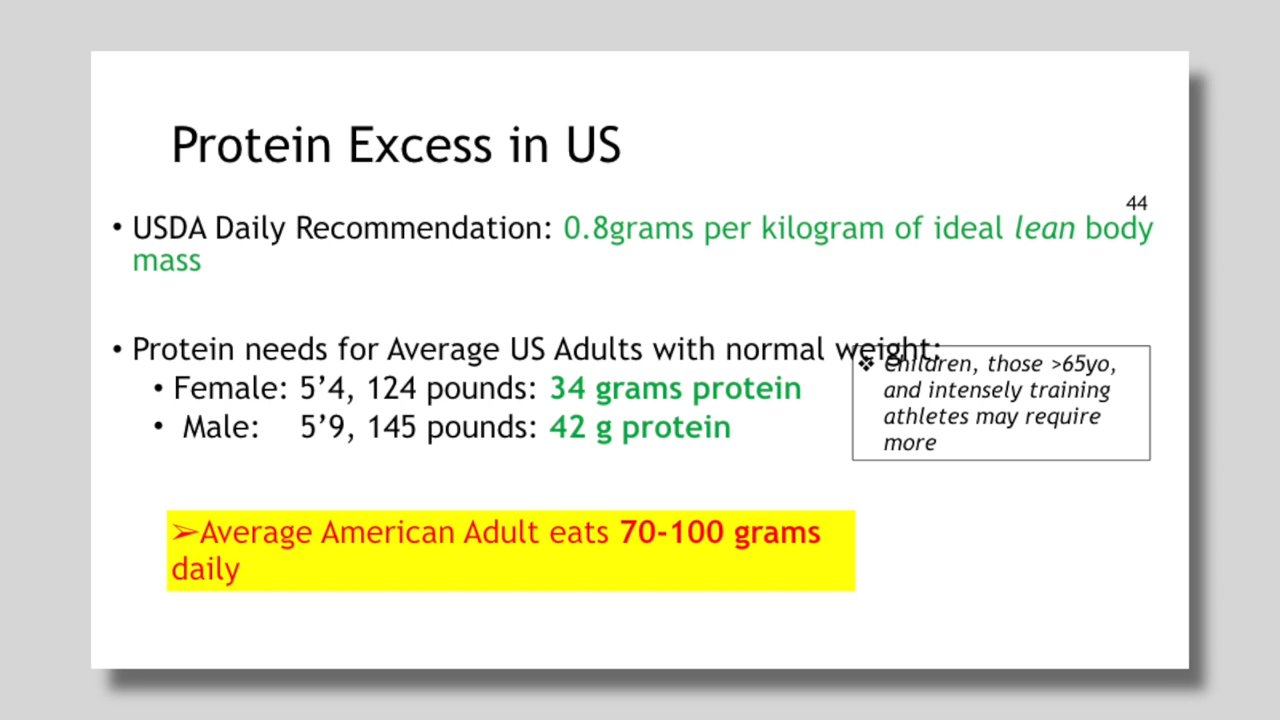 Protein Excess in US
44
• USDA Daily Recommendation: 0.8grams per kilogram of ideal lean body
mass
• Protein needs for Average US Adults with normal weight:
• Female: 5’4, 124 pounds: 34 grams protein
• Male: 5’9, 145 pounds: 42 g protein
❖ Children, those >65yo,
and intensely training
athletes may require
more
➢Average American Adult eats 70-100 grams
daily